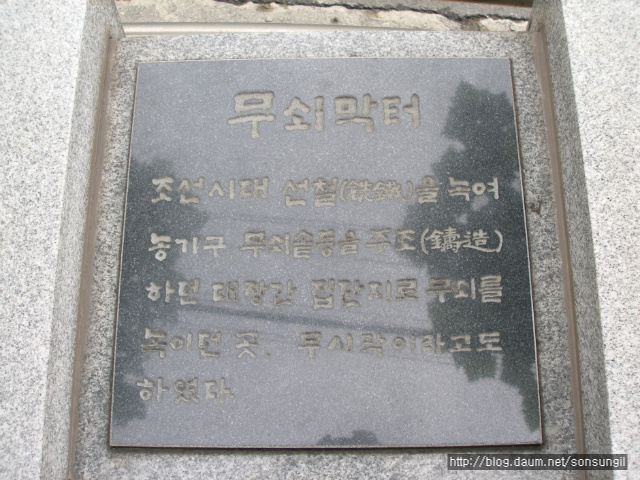 무쇠막터
조선시대 선철(銑鉄)을 녹여
농기구 무쇠솥등을 주조(鑄造)
하던 대장간 집단지로 무쇠를
녹이던 곳. 무시막이라고도
하였다
http://blog.daum.net/sonsungil